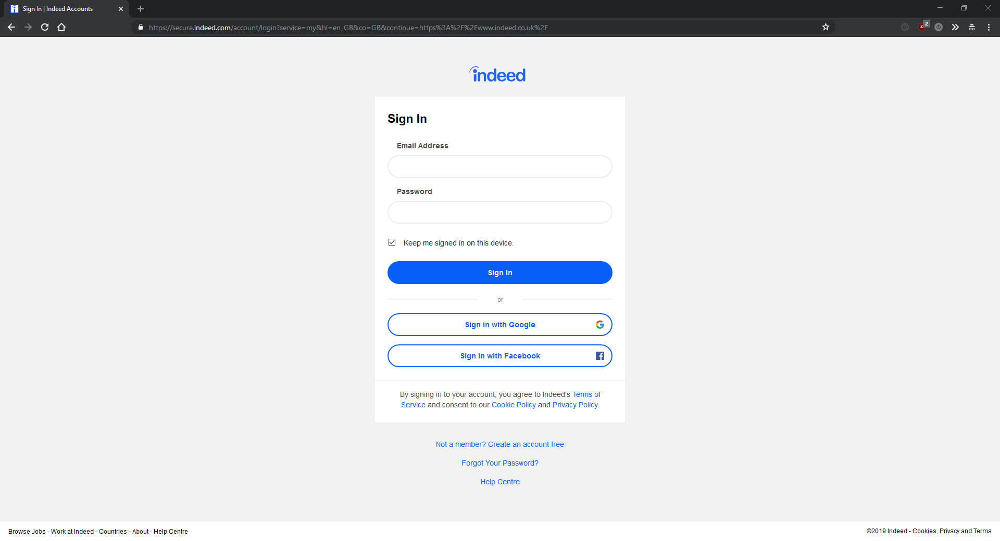 Sign In | Indeed Accounts
https://secure.indeed.com/account/login?service=my&hl=en_GB&co=GB&continue=https%3A%2F%2Fwww.indeed.co.uk%2F
2
indeed
Sign In
Email Address
Password
Keep me signed in on this device.
Sign In
or
Sign in with Google
Sign in with Facebook
By signing in to your account, you agree to Indeed's Terms of
Service and consent to our Cookie Policy and Privacy Policy.
Not a member? Create an account free
Forgot Your Password?
Help Centre
Browse Jobs - Work at Indeed - Countries - About - Help Centre
©2019 Indeed - Cookies, Privacy and Terms